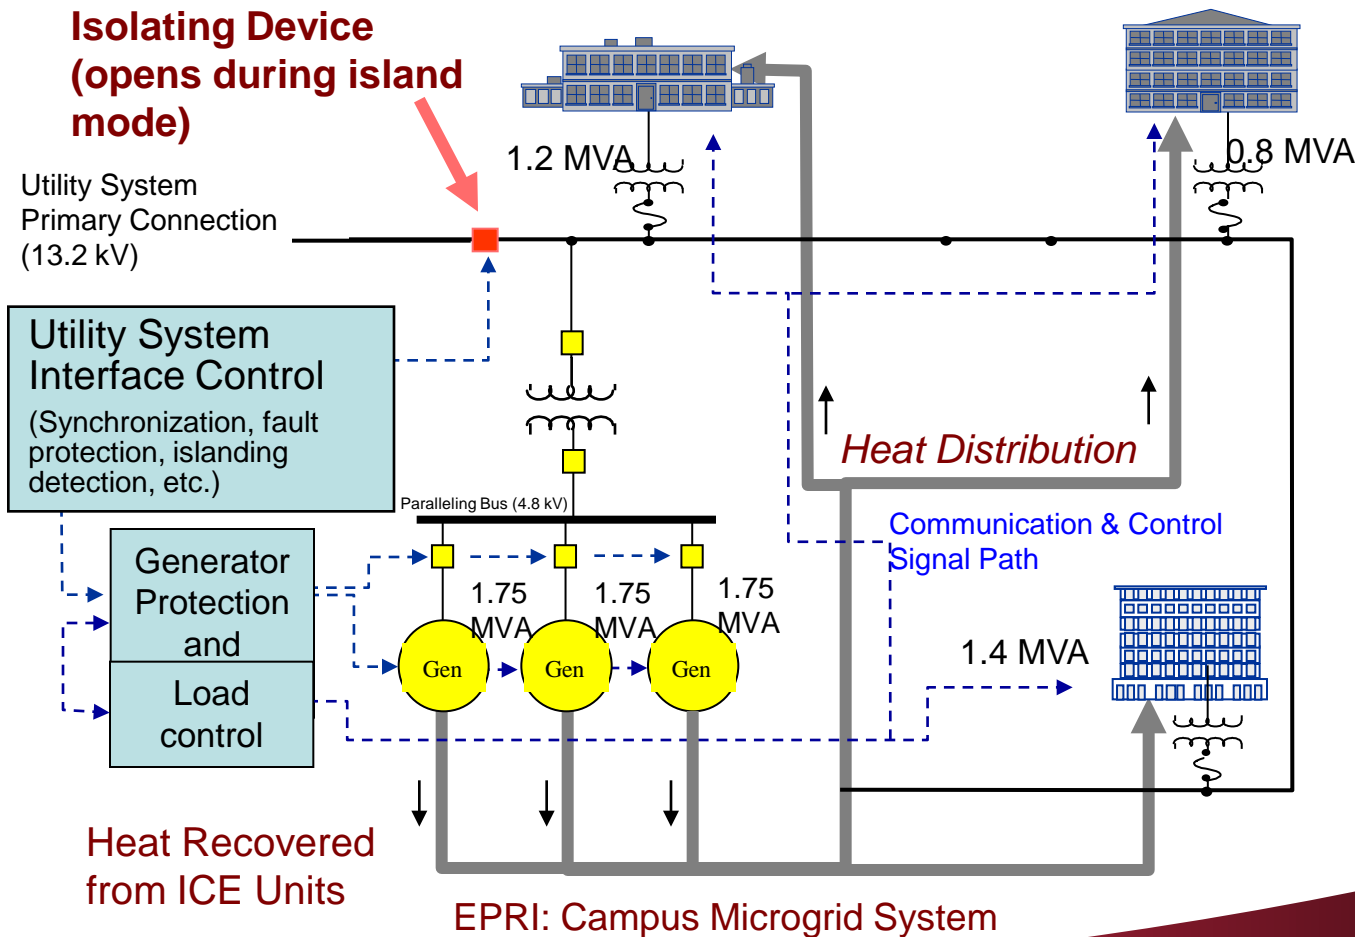 Isolating Device
(opens during island
mode)
1.2 MVA
0.8 MVA
Utility System
Primary Connection
(13.2 kV)
Utility System
Interface Control
(Synchronization, fault
protection, islanding
detection, etc.)
Heat Distribution
Paralleling Bus (4.8 kV)
Communication & Control
Signal Path
Generator
Protection
and
1.75
MVA
1.75
MVA
1.75
MVA
Gen
Gen
Gen
1.4 MVA
Load
control
Heat Recovered
from ICE Units
EPRI: Campus Microgrid System